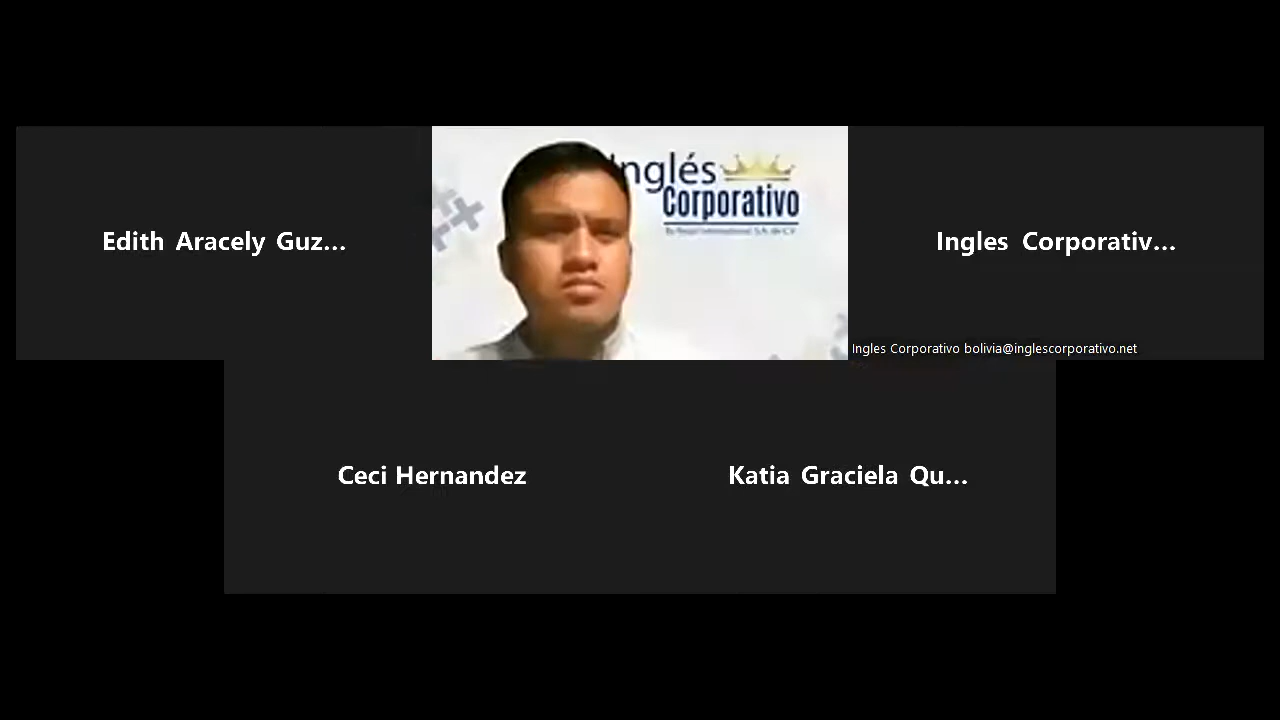 Edith Aracely Guz...
Inglés
Corporativo
Ingles Corporativ...
Ingles Corporativo bolivia@inglescorporativo.net
Ceci Hernandez
Katia Graciela Qu...